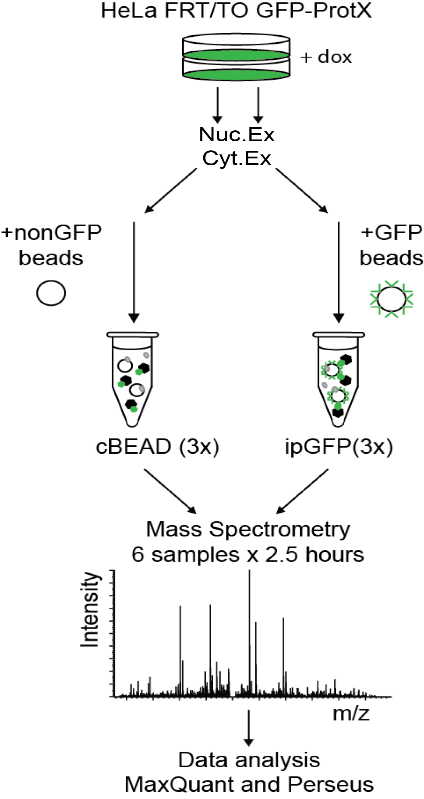 HeLa FRT/TO GFP-ProtX
+ dox
Nuc.Ex
Cyt.Ex
+nonGFP
beads
+GFP
beads
cBEAD (3x)
ipGFP(3x)
Mass Spectrometry
6 samples x 2.5 hours
Intensity
m/z
Data analysis
MaxQuant and Perseus